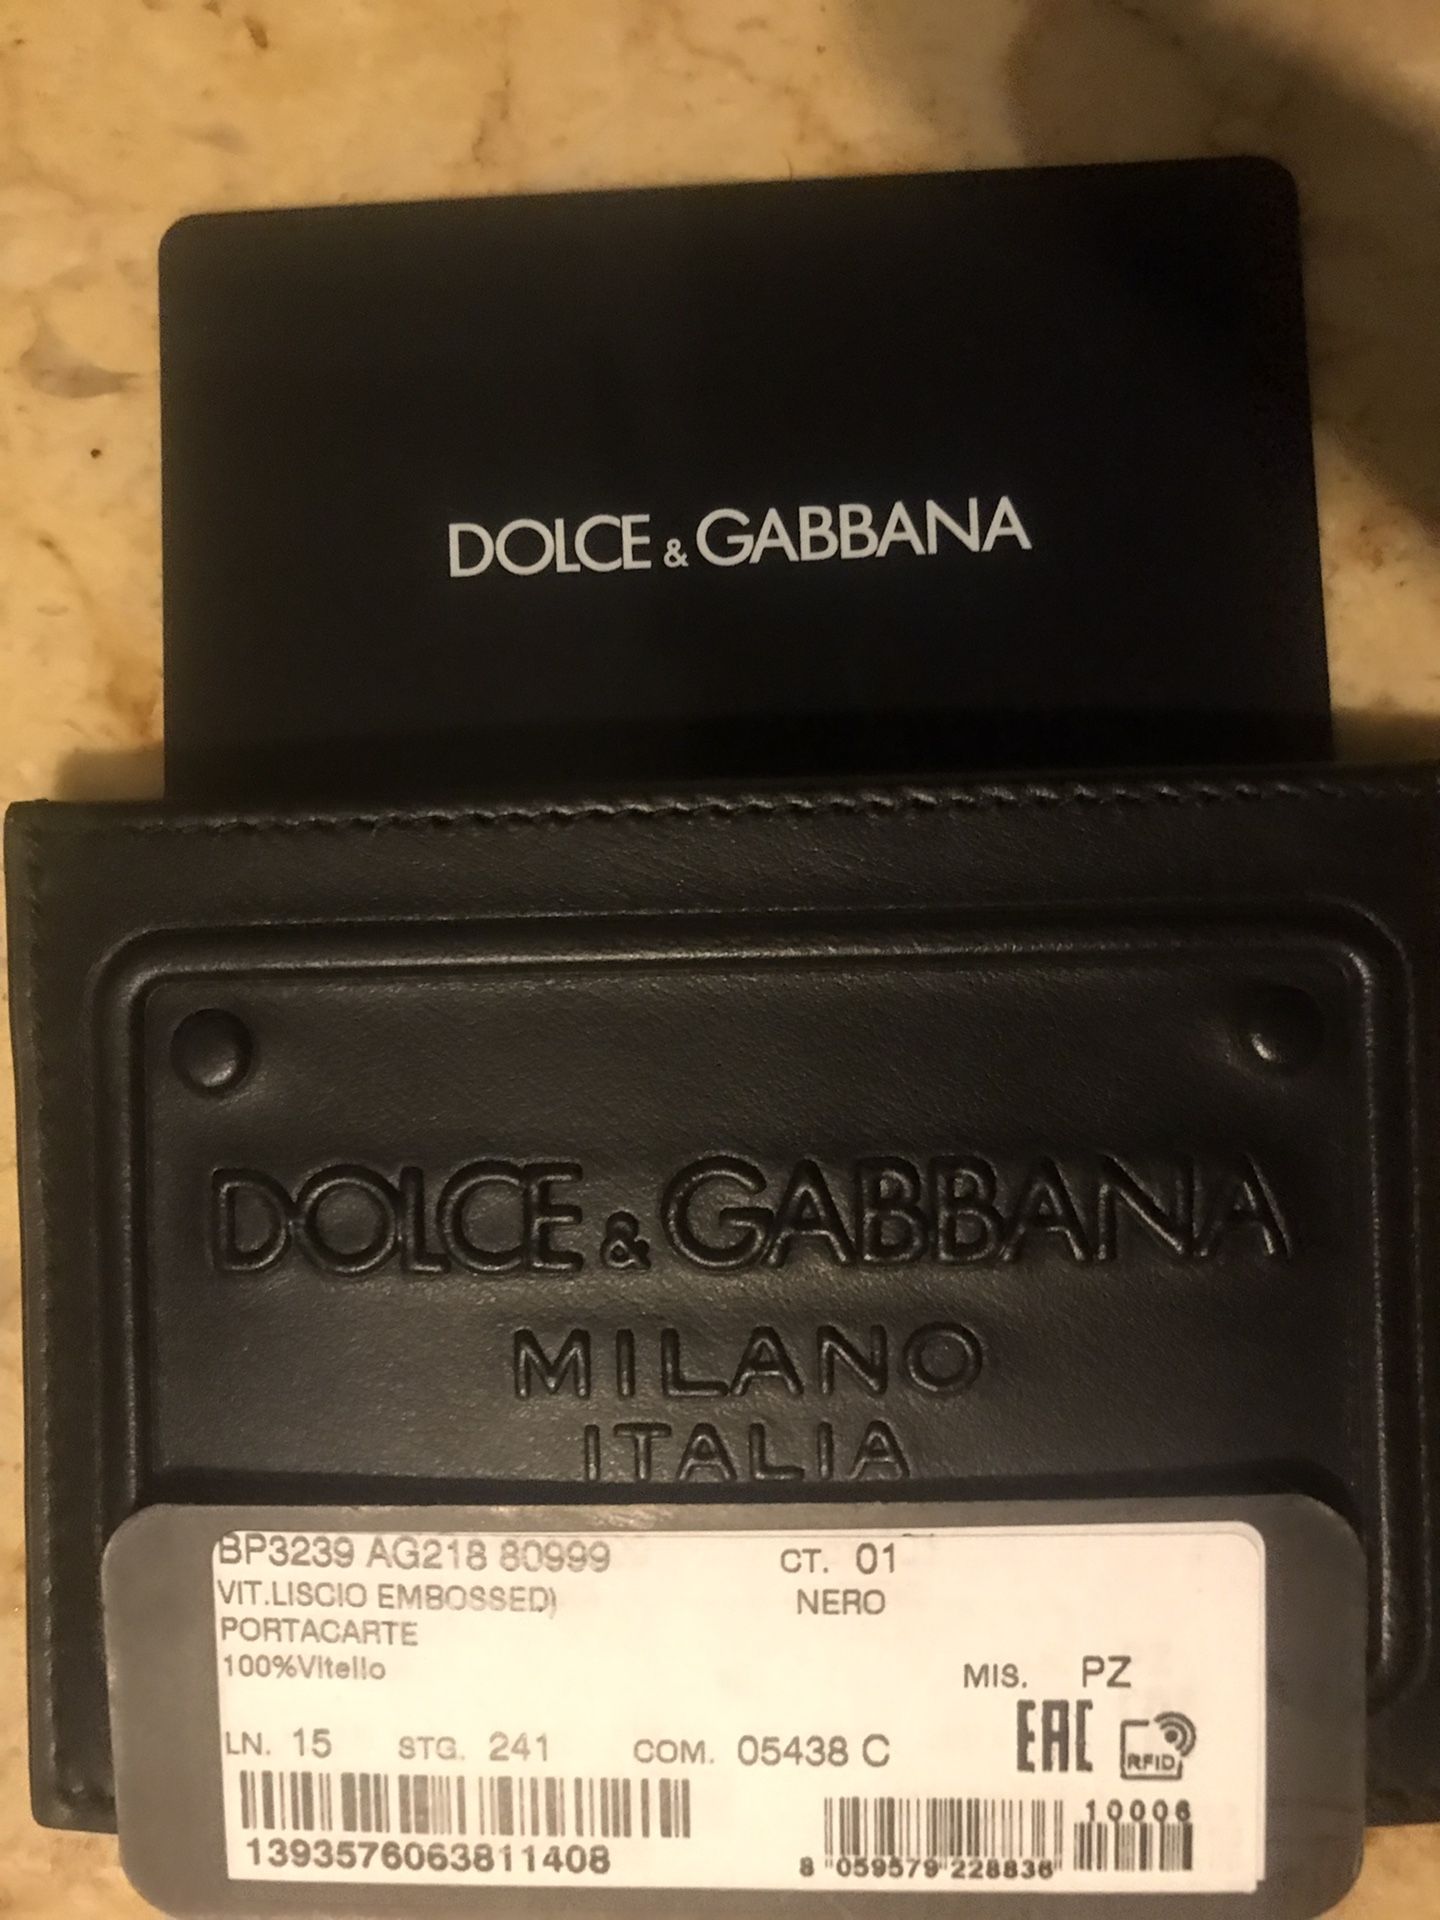 DOLCE & GABBANA
DOLCE & GABBANA
MILANO
ITALIA
BP3239 AG218 80999 CT. 01
VIT.LISCIO EMBOSSED) NERO
PORTACARTE
100%Vitello
MIS. PZ
EAC
RFID
LN. 15 STG. 241 COM. 05438 C
10006
1393576063811408
8 059579 228836